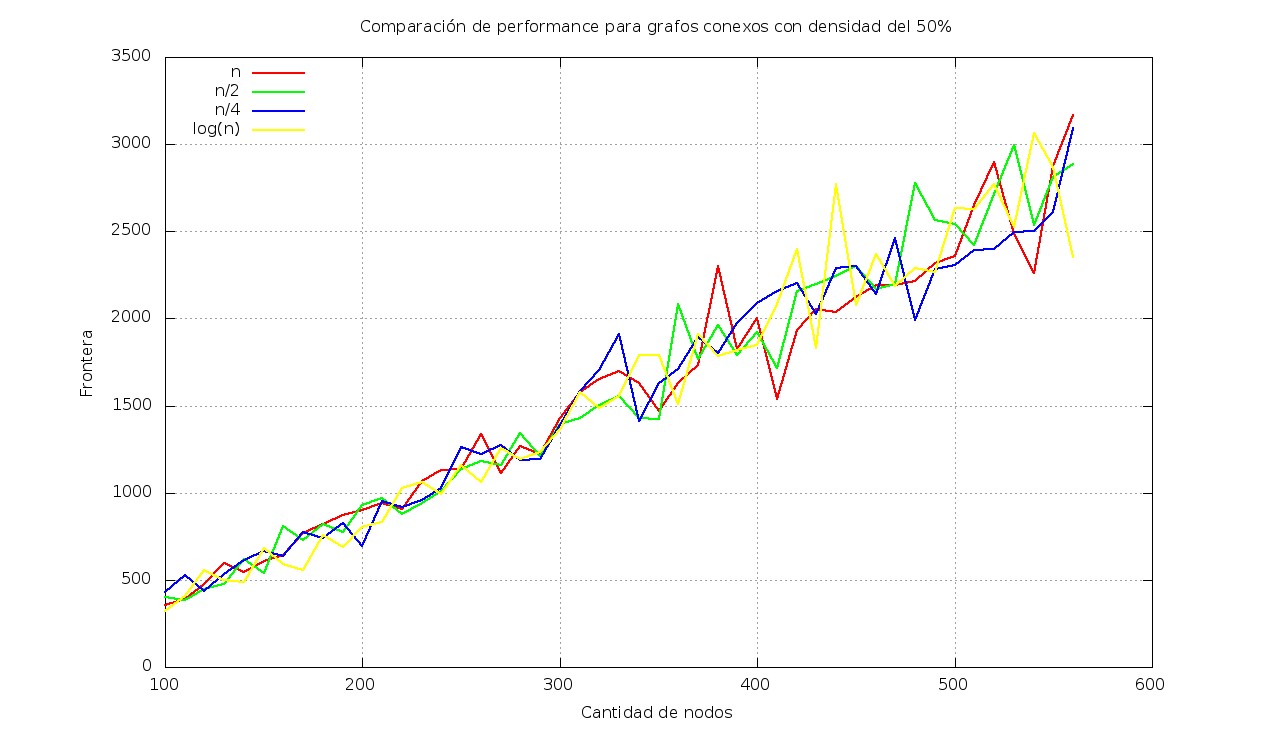 Comparación de performance para grafos conexos con densidad del 50%
3500
3000
2500
2000
1500
1000
500
0
n
n/2
n/4
log(n)
Frontera
100 200 300 400 500 600
Cantidad de nodos